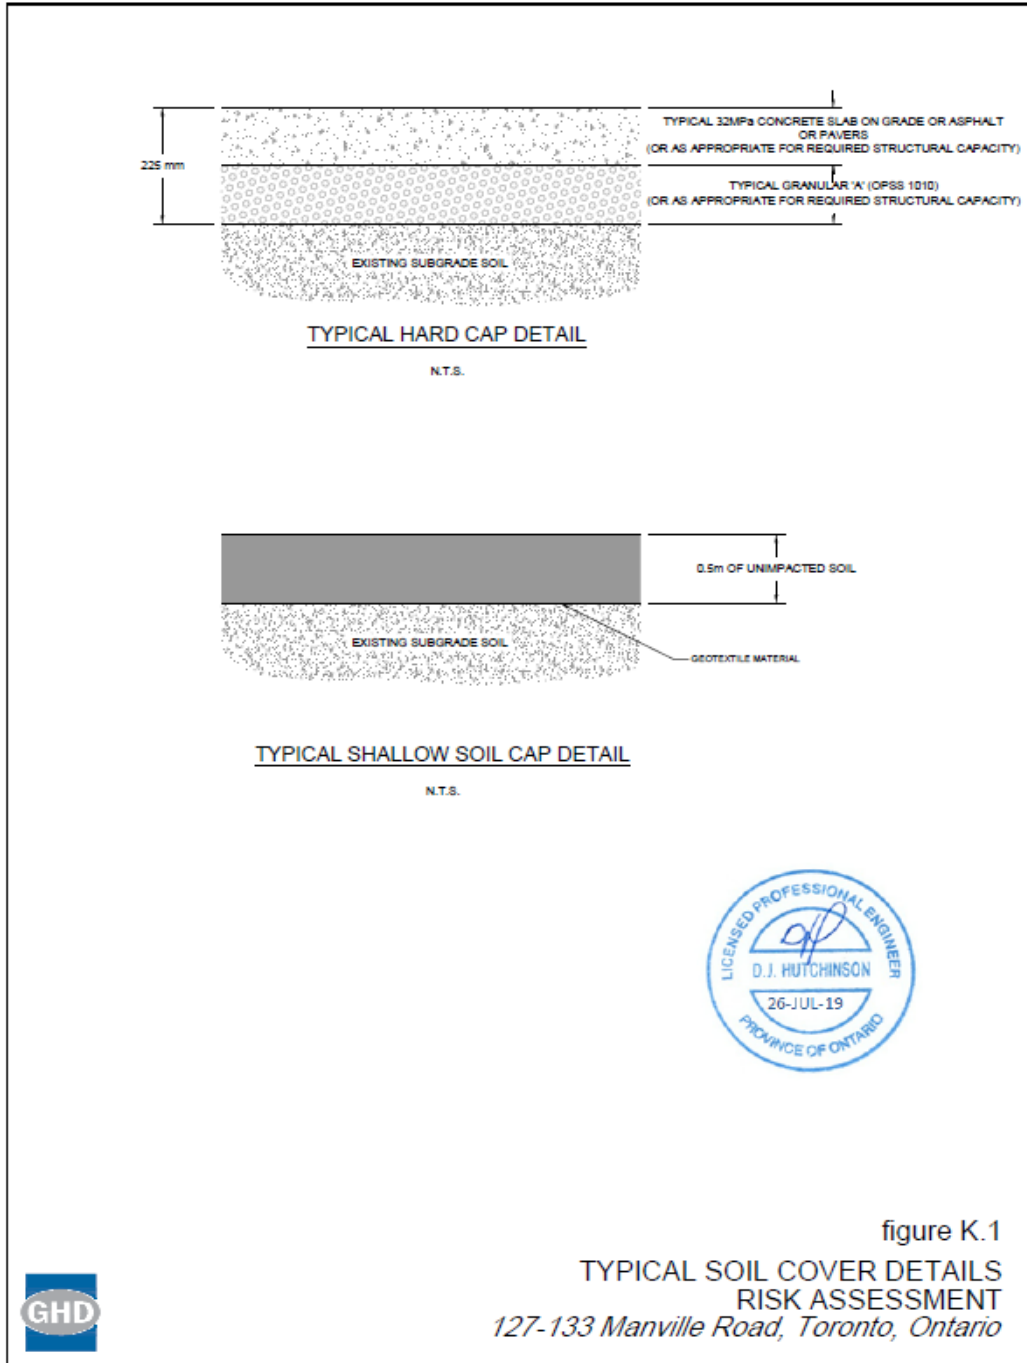 TYPICAL 32MPa CONCRETE SLAB ON GRADE OR ASPHALT
OR PAVERS
(OR AS APPROPRIATE FOR REQUIRED STRUCTURAL CAPACITY)
225 mm
TYPICAL GRANULAR 'A' (OPSS 1010)
(OR AS APPROPRIATE FOR REQUIRED STRUCTURAL CAPACITY)
EXISTING SUBGRADE SOIL
TYPICAL HARD CAP DETAIL
N.T.S.
0.5m OF UNIMPACTED SOIL
EXISTING SUBGRADE SOIL
GEOTEXTILE MATERIAL
TYPICAL SHALLOW SOIL CAP DETAIL
N.T.S.
LICENSED PROFESSIONAL ENGINEER
D.J. HUTCHINSON
26-JUL-19
PROVINCE OF ONTARIO
figure K.1
TYPICAL SOIL COVER DETAILS
RISK ASSESSMENT
127-133 Manville Road, Toronto, Ontario
GHD